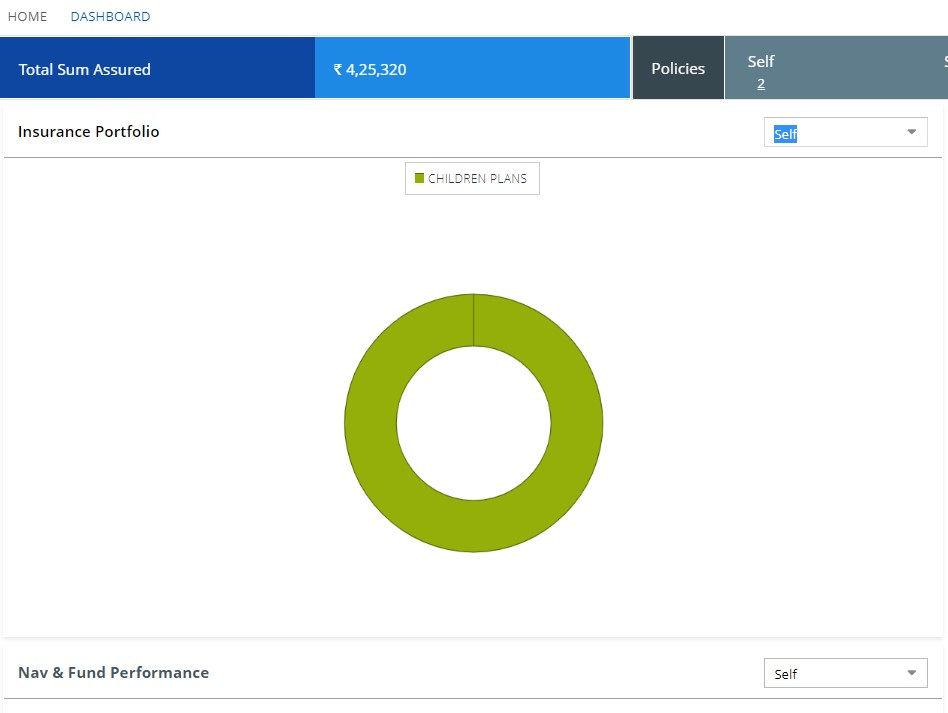 HOME DASHBOARD
Total Sum Assured ₹ 4,25,320 Policies Self
2
Insurance Portfolio Self
CHILDREN PLANS
Nav & Fund Performance Self